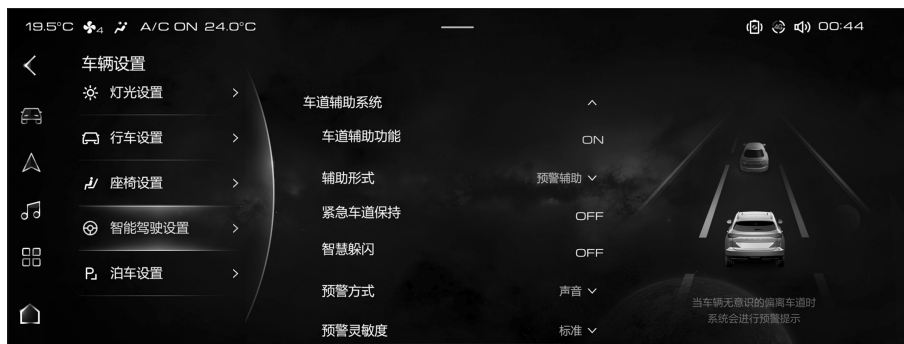 19.5°C 4 A/C ON 24.0°C
4G 00:44
车辆设置
灯光设置
行车设置
座椅设置
智能驾驶设置
泊车设置
车道辅助系统
车道辅助功能 ON
辅助形式 预警辅助
紧急车道保持 OFF
智慧躲闪 OFF
预警方式 声音
预警灵敏度 标准
当车辆无意识的偏离车道时
系统会进行预警提示